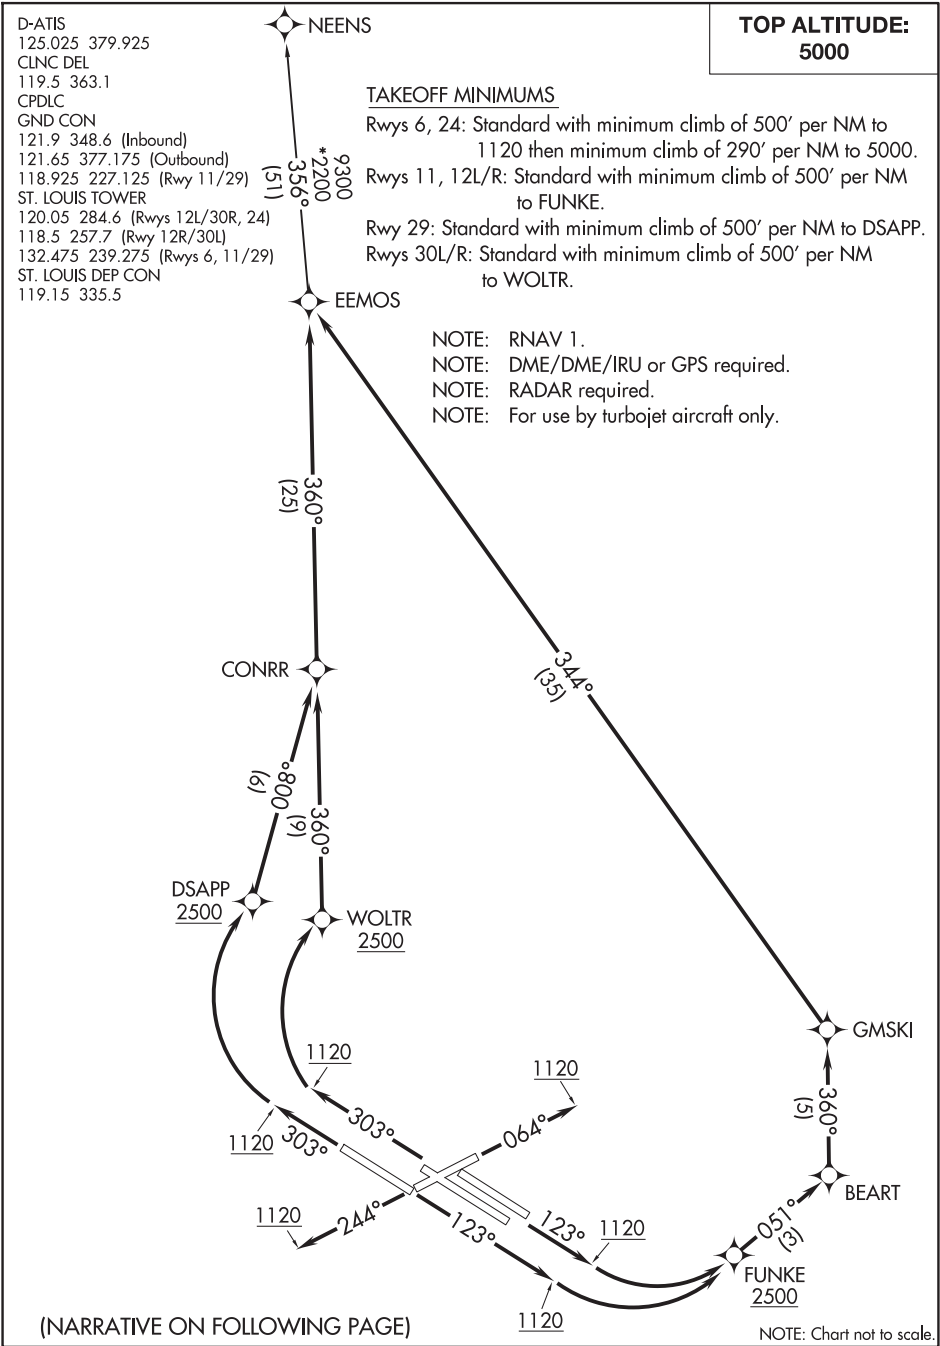 D-ATIS
125.025 379.925
CLNC DEL
119.5 363.1
CPDLC
GND CON
121.9 348.6 (Inbound)
121.65 377.175 (Outbound)
118.925 227.125 (Rwy 11/29)
ST. LOUIS TOWER
120.05 284.6 (Rwys 12L/30R, 24)
118.5 257.7 (Rwy 12R/30L)
132.475 239.275 (Rwys 6, 11/29)
ST. LOUIS DEP CON
119.15 335.5
NEENS
TOP ALTITUDE:
5000
TAKEOFF MINIMUMS
Rwys 6, 24: Standard with minimum climb of 500' per NM to
1120 then minimum climb of 290' per NM to 5000.
Rwys 11, 12L/R: Standard with minimum climb of 500' per NM
to FUNKE.
Rwy 29: Standard with minimum climb of 500' per NM to DSAPP.
Rwys 30L/R: Standard with minimum climb of 500' per NM
to WOLTR.
9300
*2200
356°
(51)
EEMOS
NOTE: RNAV 1.
NOTE: DME/DME/IRU or GPS required.
NOTE: RADAR required.
NOTE: For use by turbojet aircraft only.
360°
(25)
344°
(35)
CONRR
008°
(6)
360°
(9)
DSAPP
2500
WOLTR
2500
GMSKI
360°
(5)
BEART
1120
1120
1120
303°
303°
064°
1120
244°
123°
123°
1120
1120
051°
(3)
FUNKE
2500
(NARRATIVE ON FOLLOWING PAGE)
NOTE: Chart not to scale.